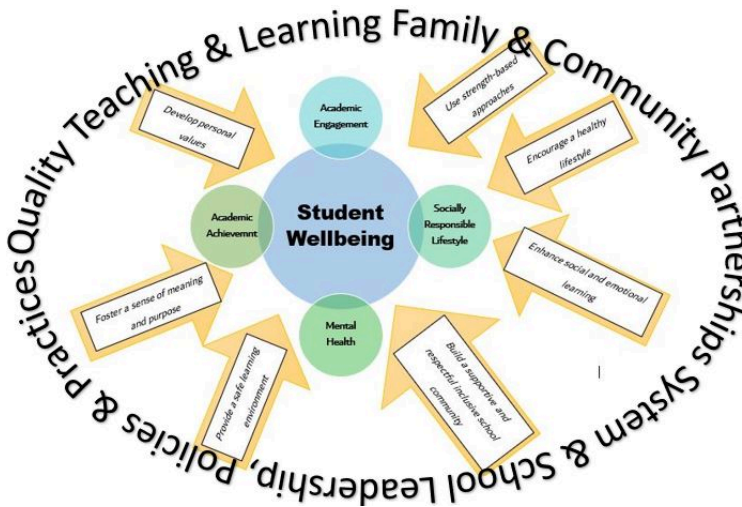 Quality Teaching & Learning Family & Community Partnerships System & School Leadership, Policies & Practices
Develop personal
values
Academic
Engagement
Use strength-based
approaches
Encourage a healthy
lifestyle
Academic
Achievemnt
Student
Wellbeing
Socially
Responsible
Lifestyle
Enhance social and emotional
learning
Foster a sense of meaning
and purpose
Mental
Health
Provide a safe learning
environment
Build a supportive and
respectful inclusive school
community